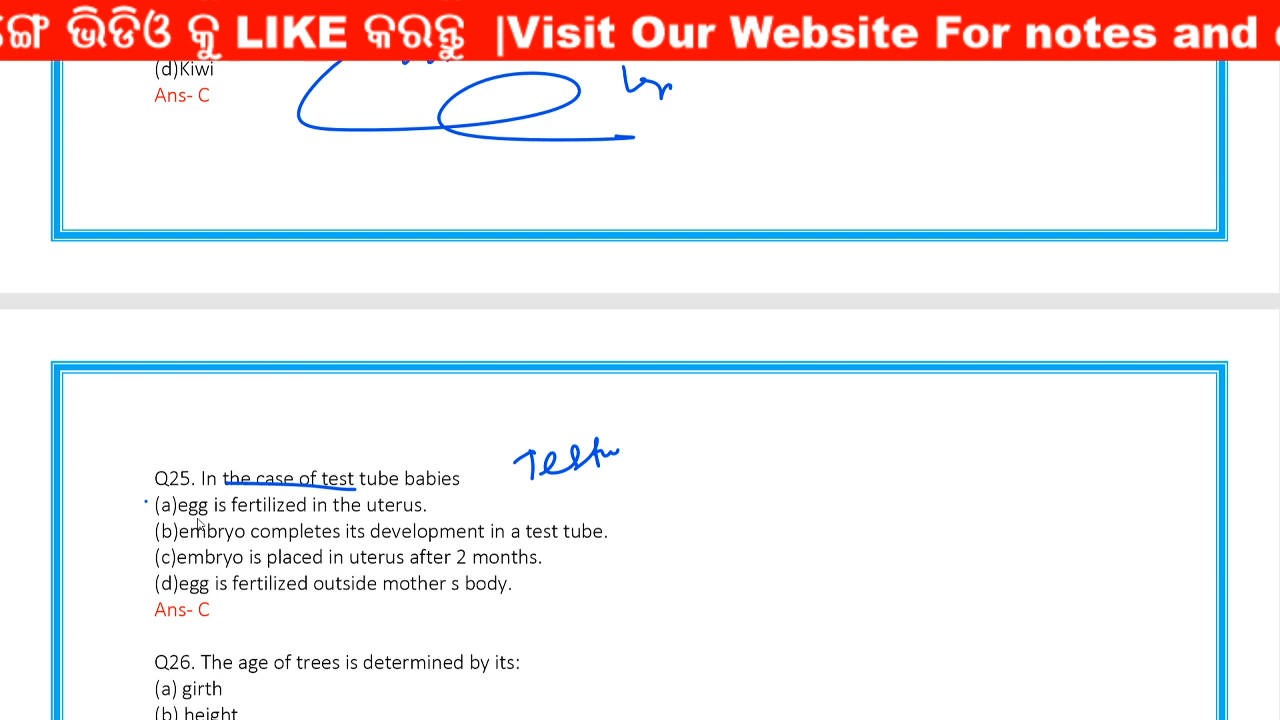 ଙ୍ଗେ ଭିଡିଓ କୁ LIKE କରନ୍ତୁ |Visit Our Website For notes and
(d)Kiwi
Ans- C
Test
Q25. In the case of test tube babies
(a)egg is fertilized in the uterus.
(b)embryo completes its development in a test tube.
(c)embryo is placed in uterus after 2 months.
(d)egg is fertilized outside mother s body.
Ans- C
Q26. The age of trees is determined by its:
(a) girth
(b) height